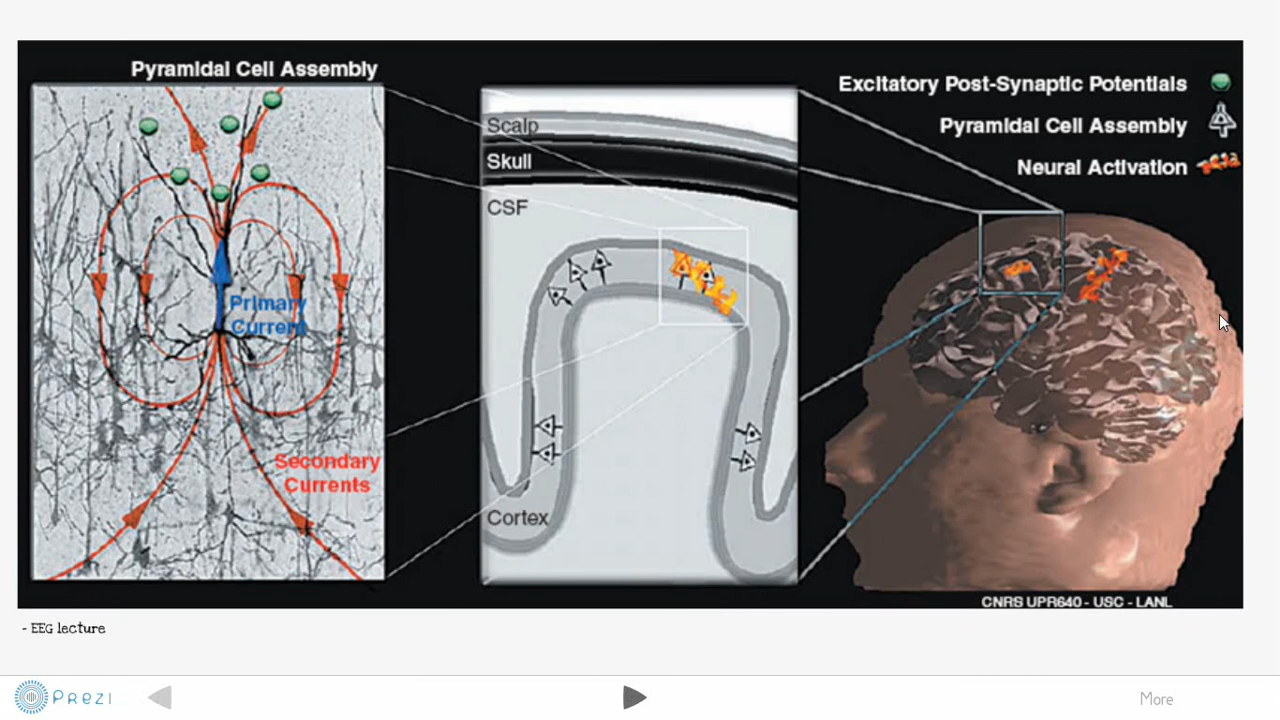 Pyramidal Cell Assembly
Primary
Current
Secondary
Currents
Scalp
Skull
CSF
Cortex
Excitatory Post-Synaptic Potentials
Pyramidal Cell Assembly
Neural Activation
CNRS UPR640 - USC - LANL
- EEG lecture
Prezi
More